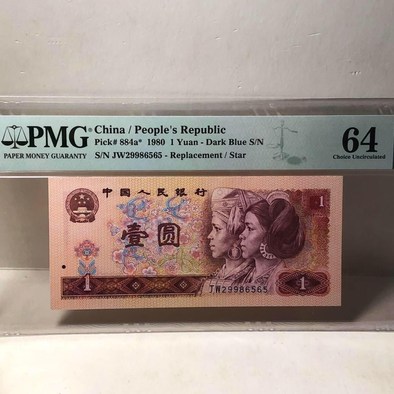 PMG
PAPER MONEY GUARANTY
China / People's Republic
Pick# 884a* 1980 1 Yuan - Dark Blue S/N
S/N JW29986565 - Replacement / Star
64
Choice Uncirculated
中国人民银行
1
壹圆
JW29986565
1
1